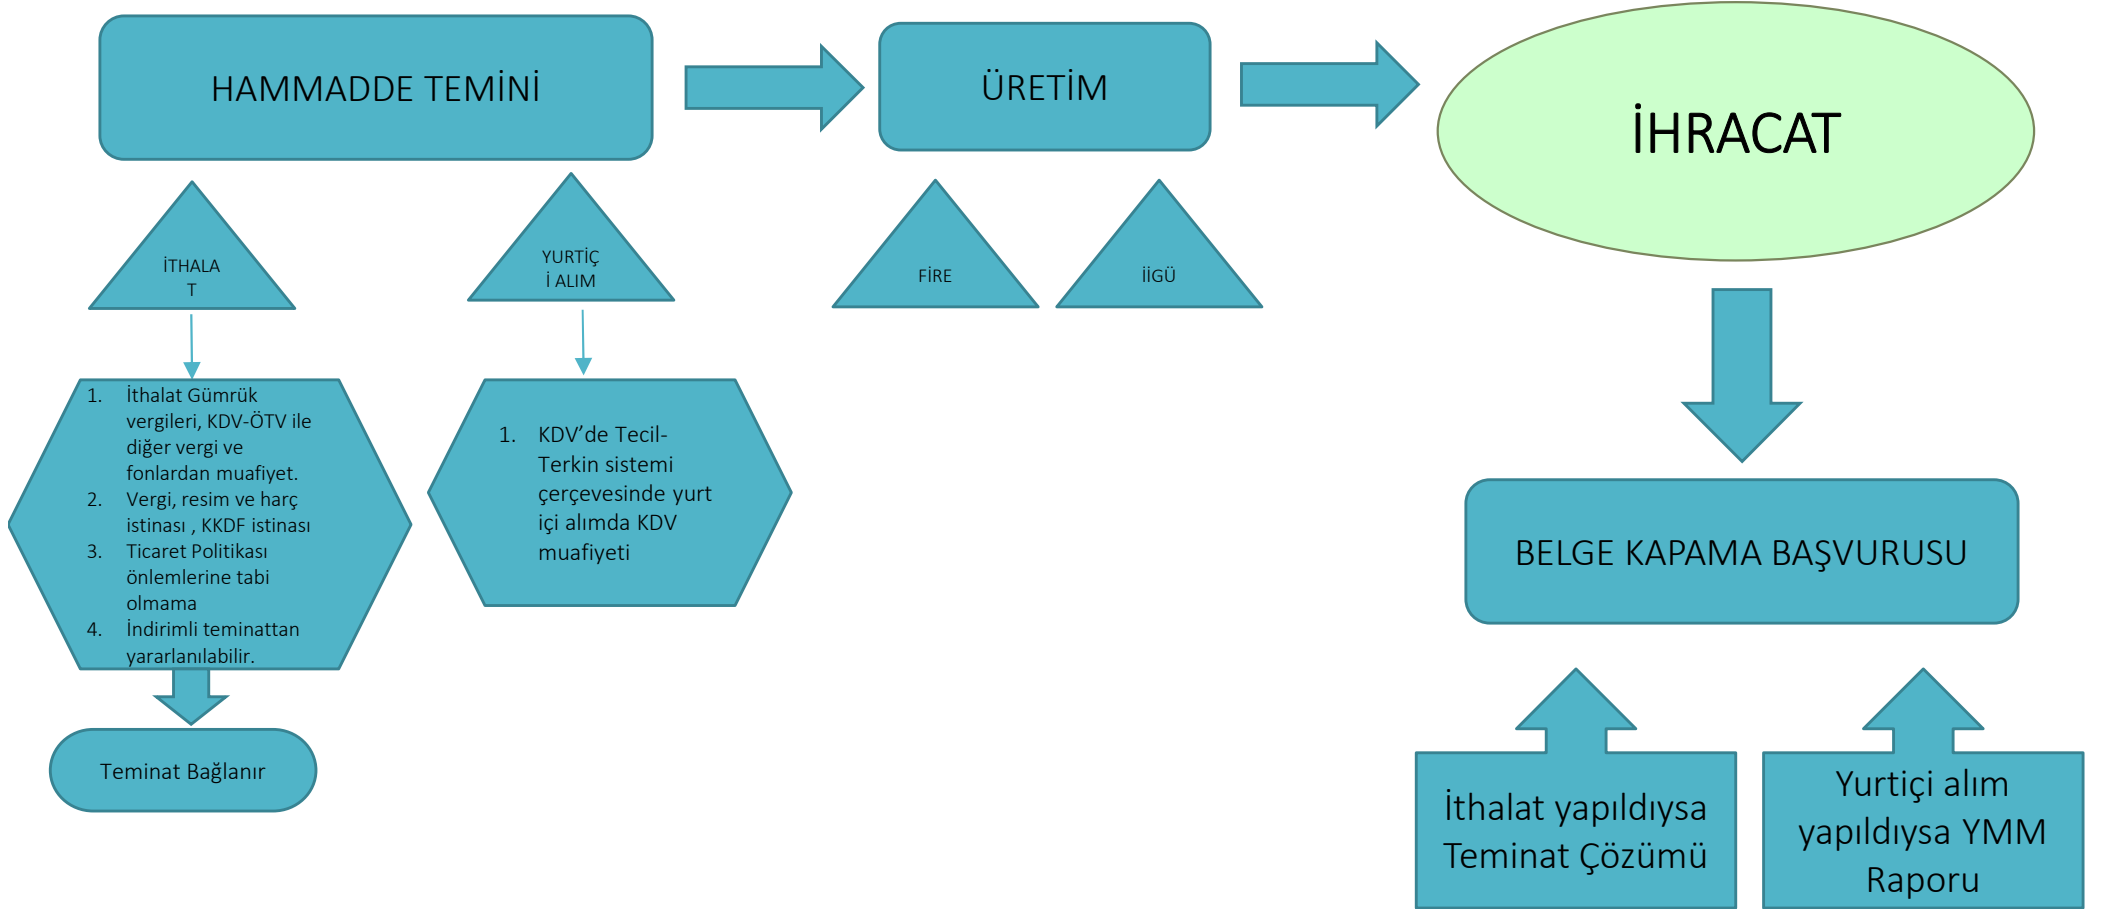 HAMMADDE TEMİNİ
ÜRETİM
İHRACAT
İTHALA
T
YURTİÇ
İ ALIM
FİRE
İİGÜ
1. İthalat Gümrük
vergileri, KDV-ÖTV ile
diğer vergi ve
fonlardan muafiyet.
2. Vergi, resim ve harç
istinası , KKDF istinası
3. Ticaret Politikası
önlemlerine tabi
olmama
4. İndirimli teminattan
yararlanılabilir.
1. KDV’de Tecil-
Terkin sistemi
çerçevesinde yurt
içi alımda KDV
muafiyeti
Teminat Bağlanır
BELGE KAPAMA BAŞVURUSU
İthalat yapıldıysa
Teminat Çözümü
Yurtiçi alım
yapıldıysa YMM
Raporu